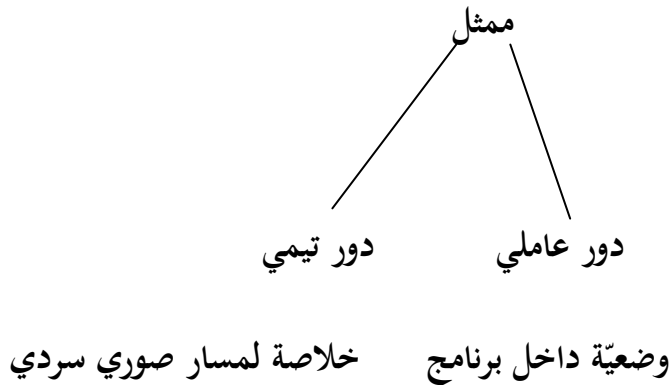 ممثل
دور عاملي دور تيمي
وضعيّة داخل برنامج خلاصة لمسار صوري سردي